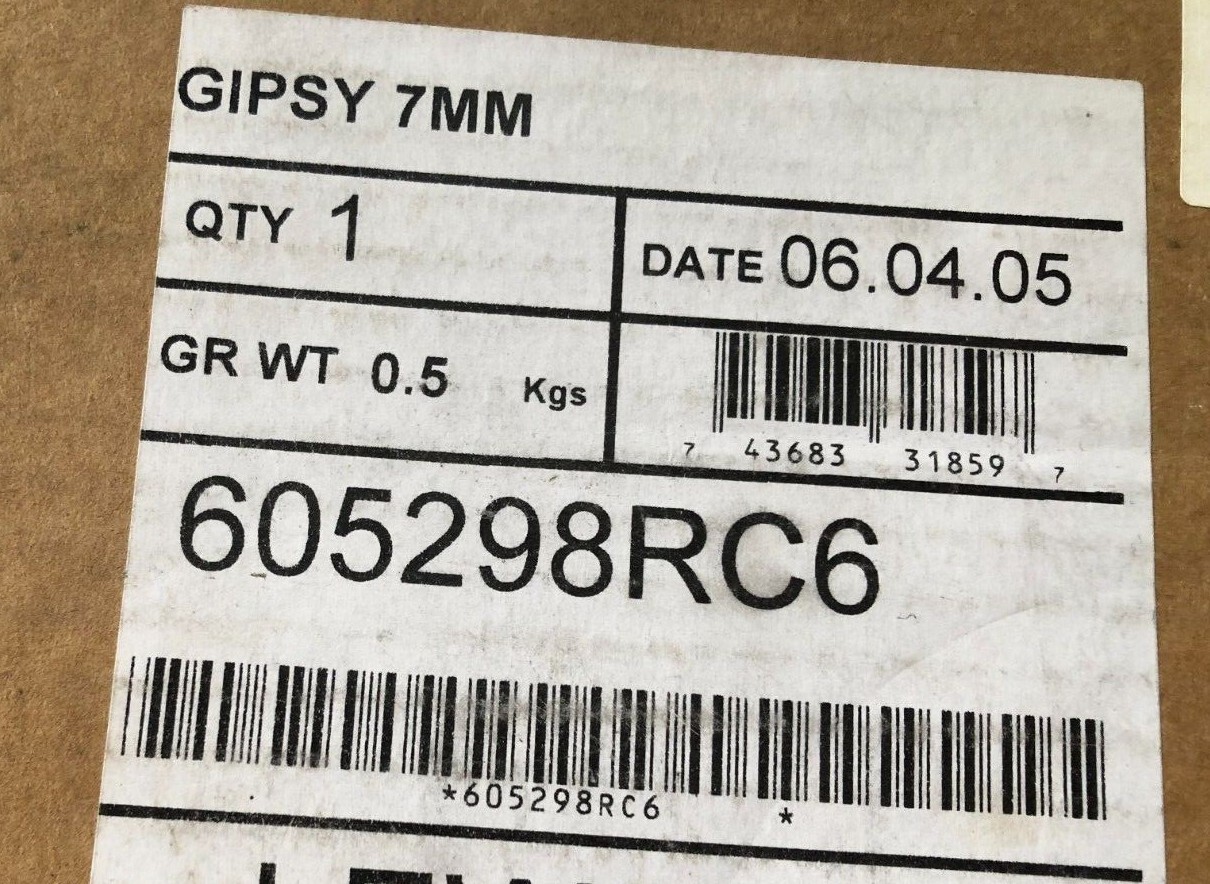 GIPSY 7MM
QTY 1
DATE 06.04.05
GR WT 0.5 Kgs
7 43683 31859 7
605298RC6
*605298RC6 *